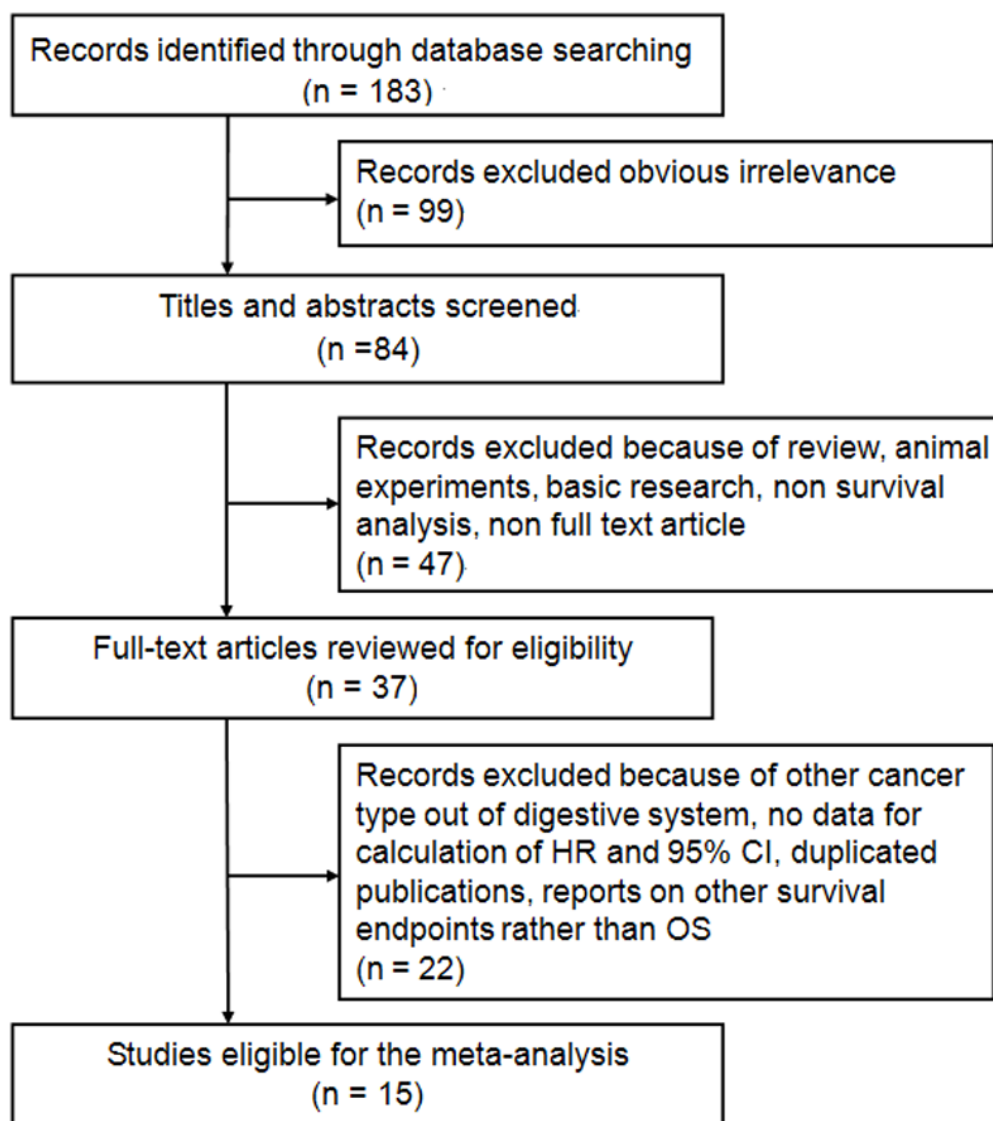 Records identified through database searching
(n = 183)
Records excluded obvious irrelevance
(n = 99)
Titles and abstracts screened
(n =84)
Records excluded because of review, animal
experiments, basic research, non survival
analysis, non full text article
(n = 47)
Full-text articles reviewed for eligibility
(n = 37)
Records excluded because of other cancer
type out of digestive system, no data for
calculation of HR and 95% CI, duplicated
publications, reports on other survival
endpoints rather than OS
(n = 22)
Studies eligible for the meta-analysis
(n = 15)